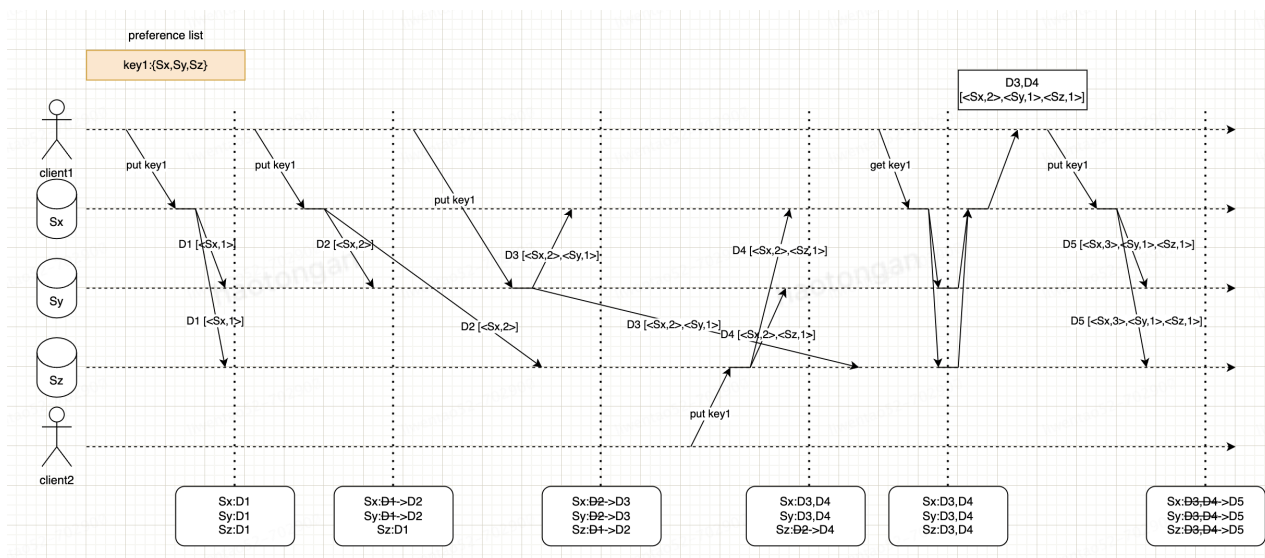 preference list
key1:{Sx,Sy,Sz}
D3,D4
[<Sx,2>,<Sy,1>,<Sz,1>]
client1
put key1
put key1
put key1
get key1
put key1
Sx
D1 [<Sx,1>]
D2 [<Sx,2>]
D3 [<Sx,2>,<Sy,1>]
D4 [<Sx,2>,<Sz,1>]
D5 [<Sx,3>,<Sy,1>,<Sz,1>]
Sy
D1 [<Sx,1>]
D2 [<Sx,2>]
D3 [<Sx,2>,<Sy,1>]
D4 [<Sx,2>,<Sz,1>]
D5 [<Sx,3>,<Sy,1>,<Sz,1>]
Sz
put key1
client2
Sx:D1
Sy:D1
Sz:D1
Sx:D1->D2
Sy:D1->D2
Sz:D1
Sx:D2->D3
Sy:D2->D3
Sz:D1->D2
Sx:D3,D4
Sy:D3,D4
Sz:D2->D4
Sx:D3,D4
Sy:D3,D4
Sz:D3,D4
Sx:D3,D4->D5
Sy:D3,D4->D5
Sz:D3,D4->D5